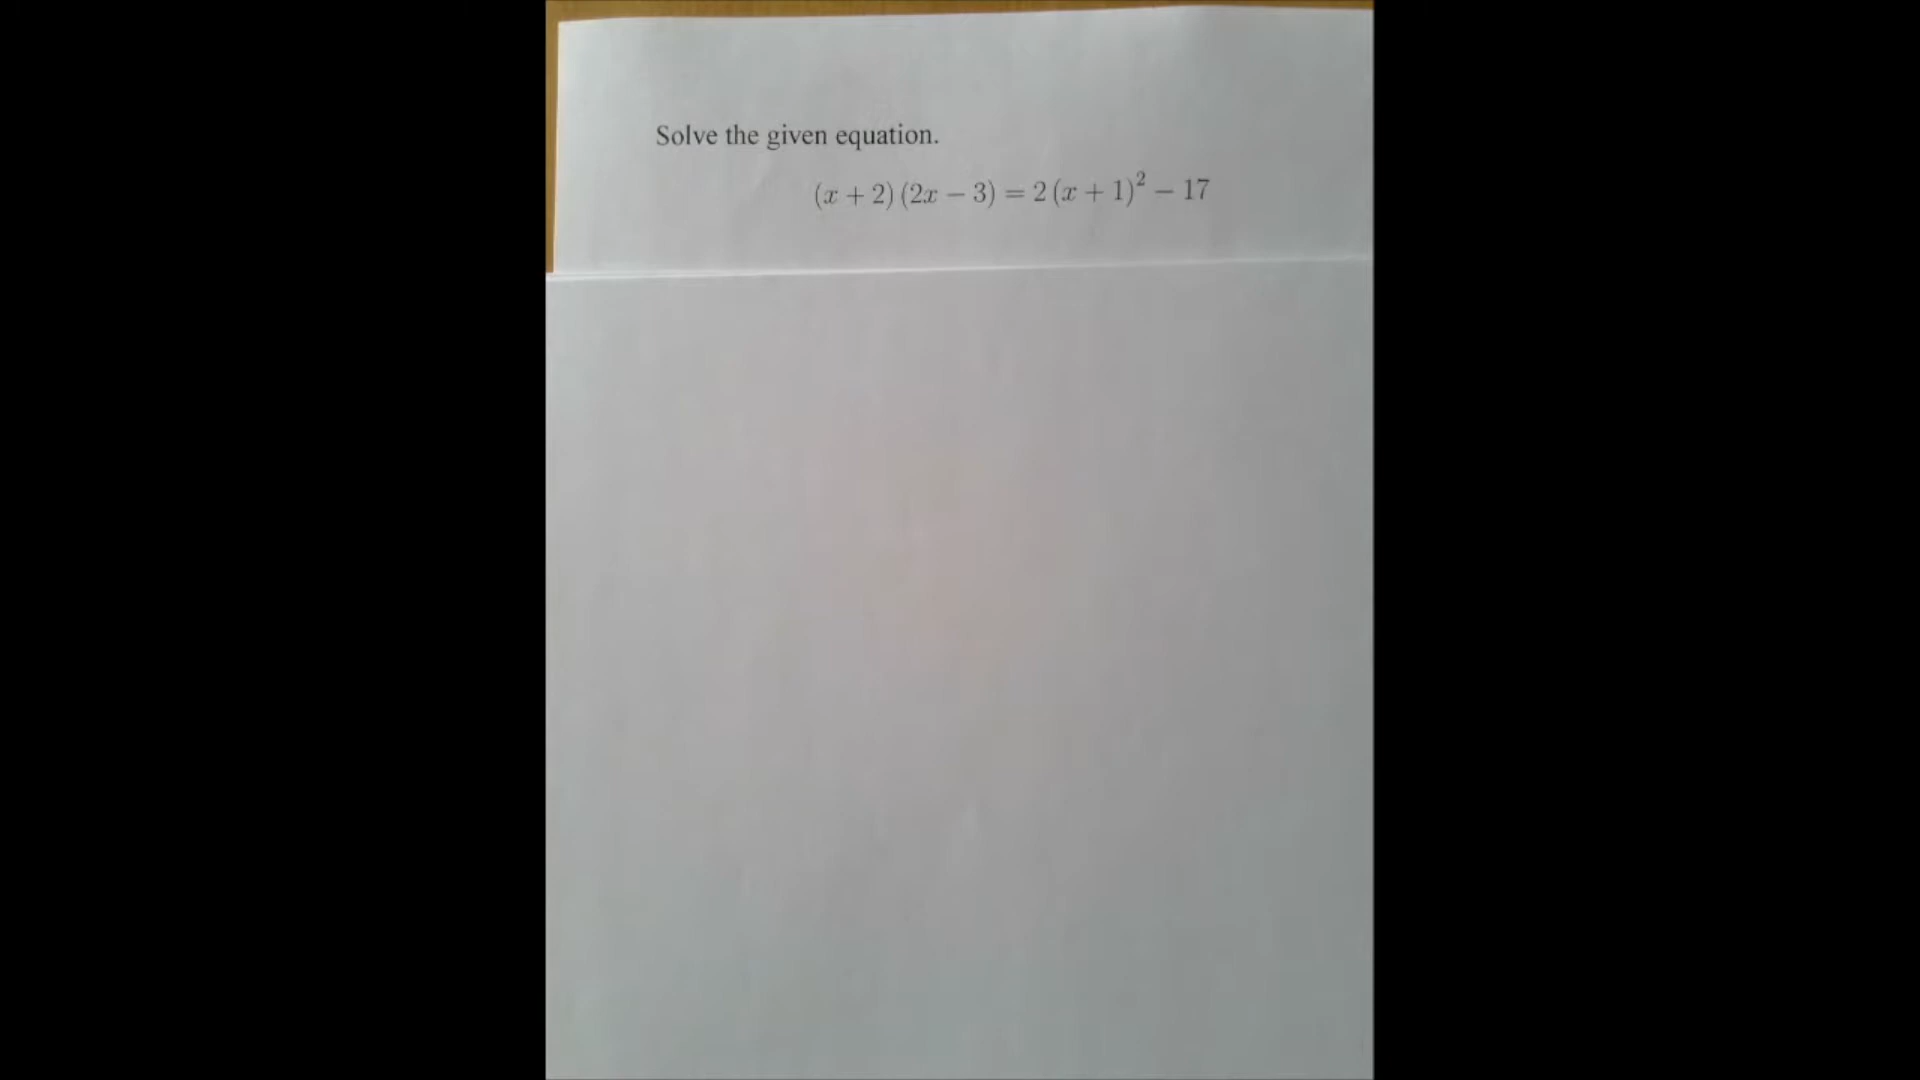 Solve the given equation.
(x + 2) (2x − 3) = 2 (x + 1)² − 17